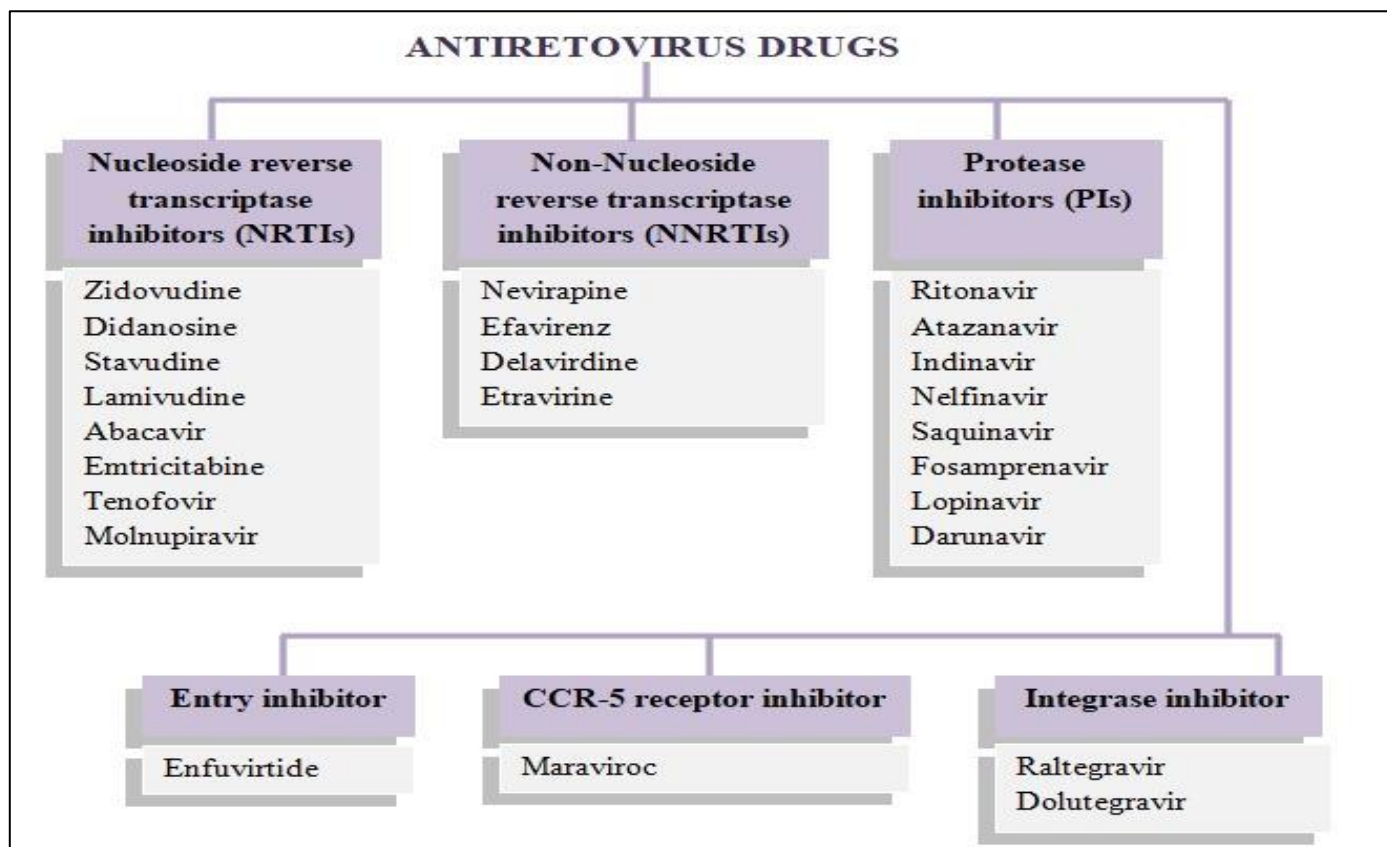 ANTIRETOVIRUS DRUGS
Nucleoside reverse
transcriptase
inhibitors (NRTIs)
Zidovudine
Didanosine
Stavudine
Lamivudine
Abacavir
Emtricitabine
Tenofovir
Molnupiravir
Non-Nucleoside
reverse transcriptase
inhibitors (NNRTIs)
Nevirapine
Efavirenz
Delavirdine
Etravirine
Protease
inhibitors (PIs)
Ritonavir
Atazanavir
Indinavir
Nelfinavir
Saquinavir
Fosamprenavir
Lopinavir
Darunavir
Entry inhibitor
Enfuvirtide
CCR-5 receptor inhibitor
Maraviroc
Integrase inhibitor
Raltegravir
Dolutegravir